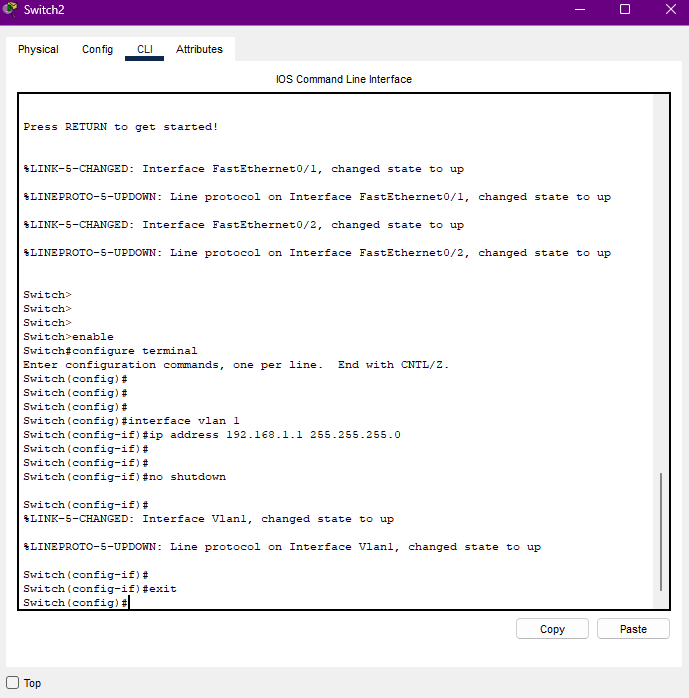 Switch2
Physical Config CLI Attributes
IOS Command Line Interface
Press RETURN to get started!
%LINK-5-CHANGED: Interface FastEthernet0/1, changed state to up
%LINEPROTO-5-UPDOWN: Line protocol on Interface FastEthernet0/1, changed state to up
%LINK-5-CHANGED: Interface FastEthernet0/2, changed state to up
%LINEPROTO-5-UPDOWN: Line protocol on Interface FastEthernet0/2, changed state to up
Switch>
Switch>
Switch>
Switch>enable
Switch#configure terminal
Enter configuration commands, one per line.  End with CNTL/Z.
Switch(config)#
Switch(config)#
Switch(config)#
Switch(config)#interface vlan 1
Switch(config-if)#ip address 192.168.1.1 255.255.255.0
Switch(config-if)#
Switch(config-if)#
Switch(config-if)#no shutdown
Switch(config-if)#
%LINK-5-CHANGED: Interface Vlan1, changed state to up
%LINEPROTO-5-UPDOWN: Line protocol on Interface Vlan1, changed state to up
Switch(config-if)#
Switch(config-if)#exit
Switch(config)#
Copy Paste
Top